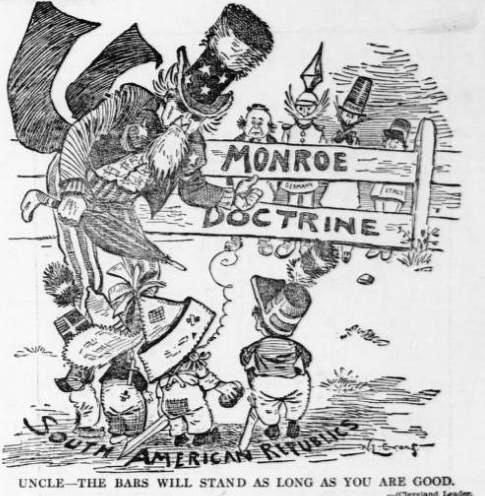 MONROE
GERMANY
ITALY
DOCTRINE
SOUTH AMERICAN REPUBLICS
UNCLE—THE BARS WILL STAND AS LONG AS YOU ARE GOOD.
—Cleveland Leader.